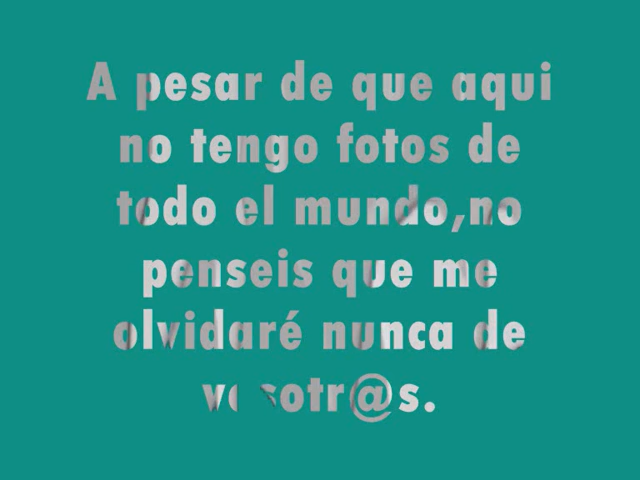 A pesar de que aqui
no tengo fotos de
todo el mundo,no
penseis que me
olvidaré nunca de
vosotr@s.